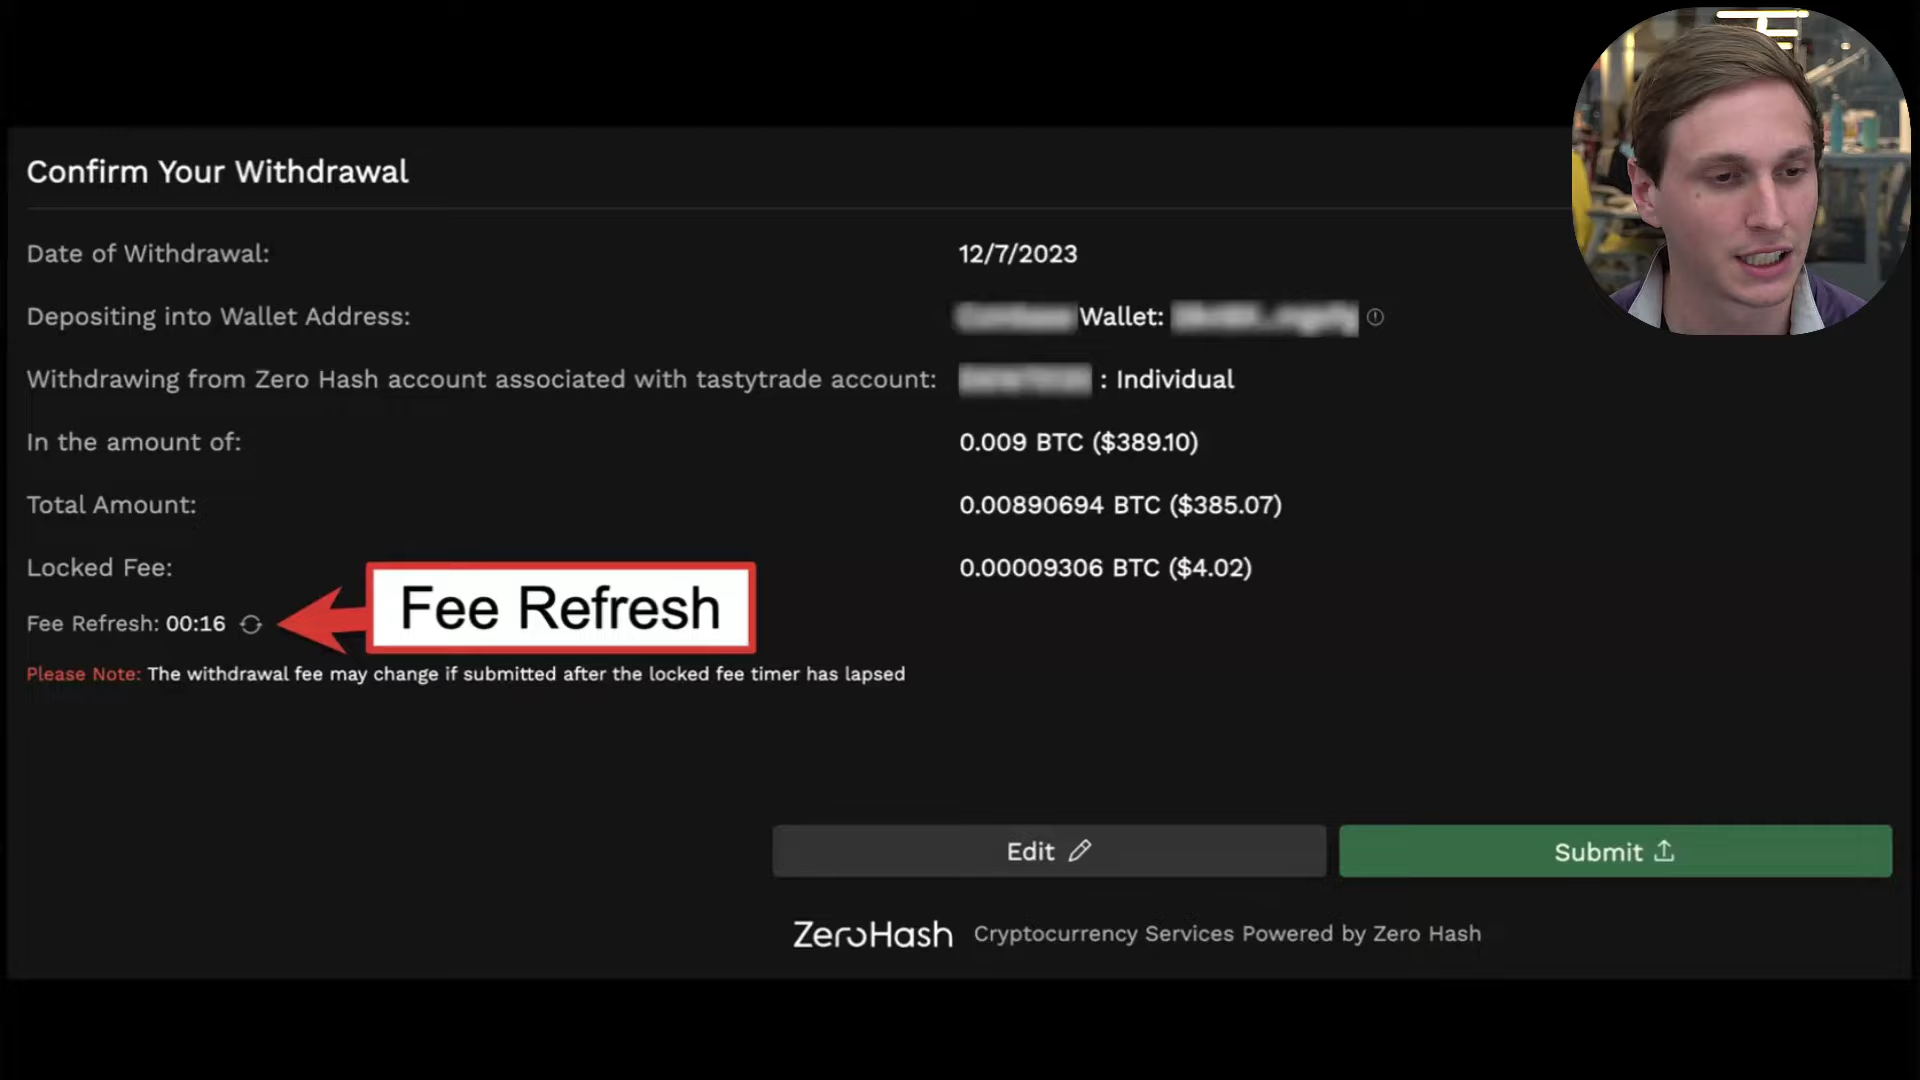 Confirm Your Withdrawal
Date of Withdrawal: 12/7/2023
Depositing into Wallet Address: Wallet:
Withdrawing from Zero Hash account associated with tastytrade account: : Individual
In the amount of: 0.009 BTC ($389.10)
Total Amount: 0.00890694 BTC ($385.07)
Locked Fee: 0.00009306 BTC ($4.02)
Fee Refresh: 00:16
Fee Refresh
Please Note: The withdrawal fee may change if submitted after the locked fee timer has lapsed
Edit
Submit
ZeroHash Cryptocurrency Services Powered by Zero Hash